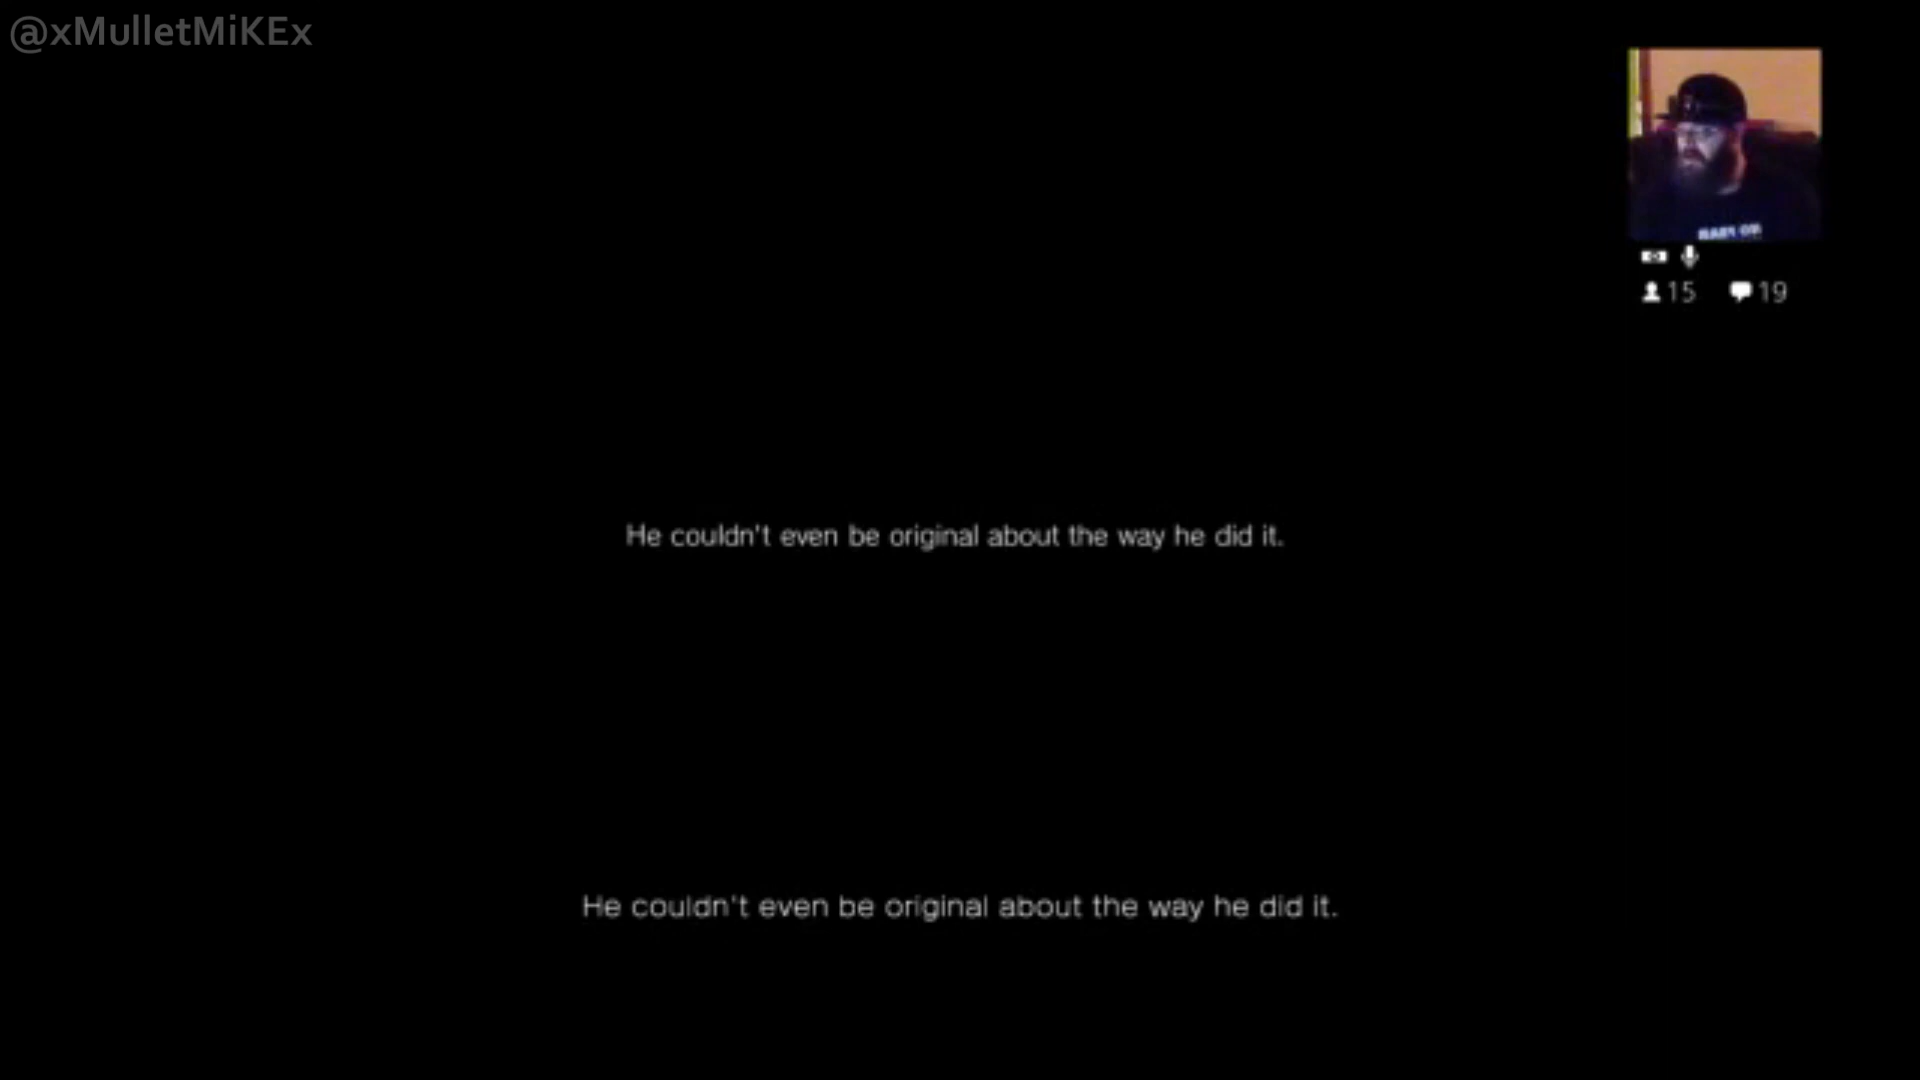 @xMulletMiKEx
15 19
He couldn't even be original about the way he did it.
He couldn't even be original about the way he did it.